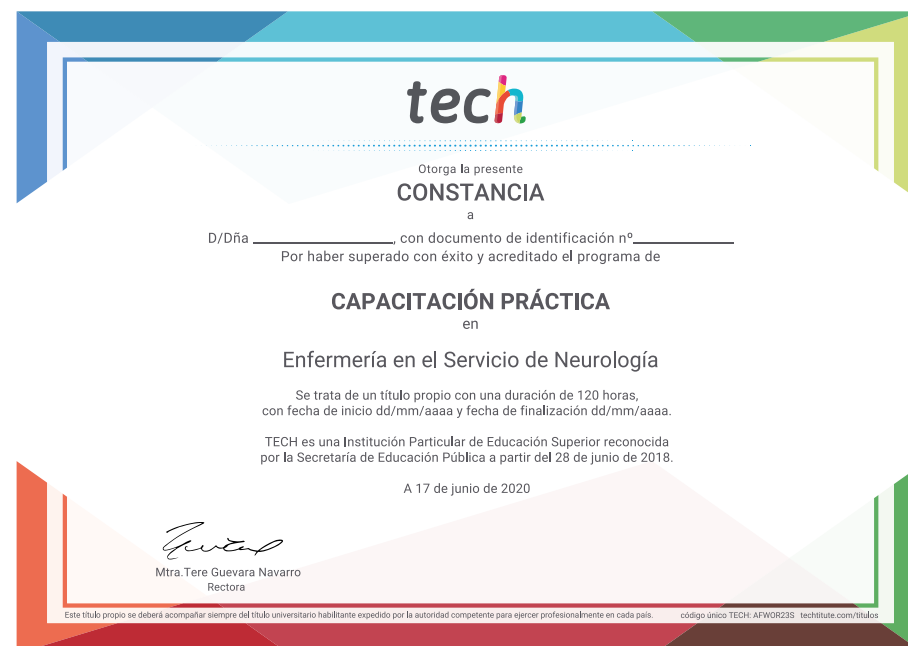 tech
Otorga la presente
CONSTANCIA
a
D/Dña ____________________, con documento de identificación nº______________
Por haber superado con éxito y acreditado el programa de
CAPACITACIÓN PRÁCTICA
en
Enfermería en el Servicio de Neurología
Se trata de un título propio con una duración de 120 horas,
con fecha de inicio dd/mm/aaaa y fecha de finalización dd/mm/aaaa.
TECH es una Institución Particular de Educación Superior reconocida
por la Secretaría de Educación Pública a partir del 28 de junio de 2018.
A 17 de junio de 2020
Mtra.Tere Guevara Navarro
Rectora
Este título propio se deberá acompañar siempre del título universitario habilitante expedido por la autoridad competente para ejercer profesionalmente en cada país. código único TECH: AFWOR23S techtitute.com/titulos